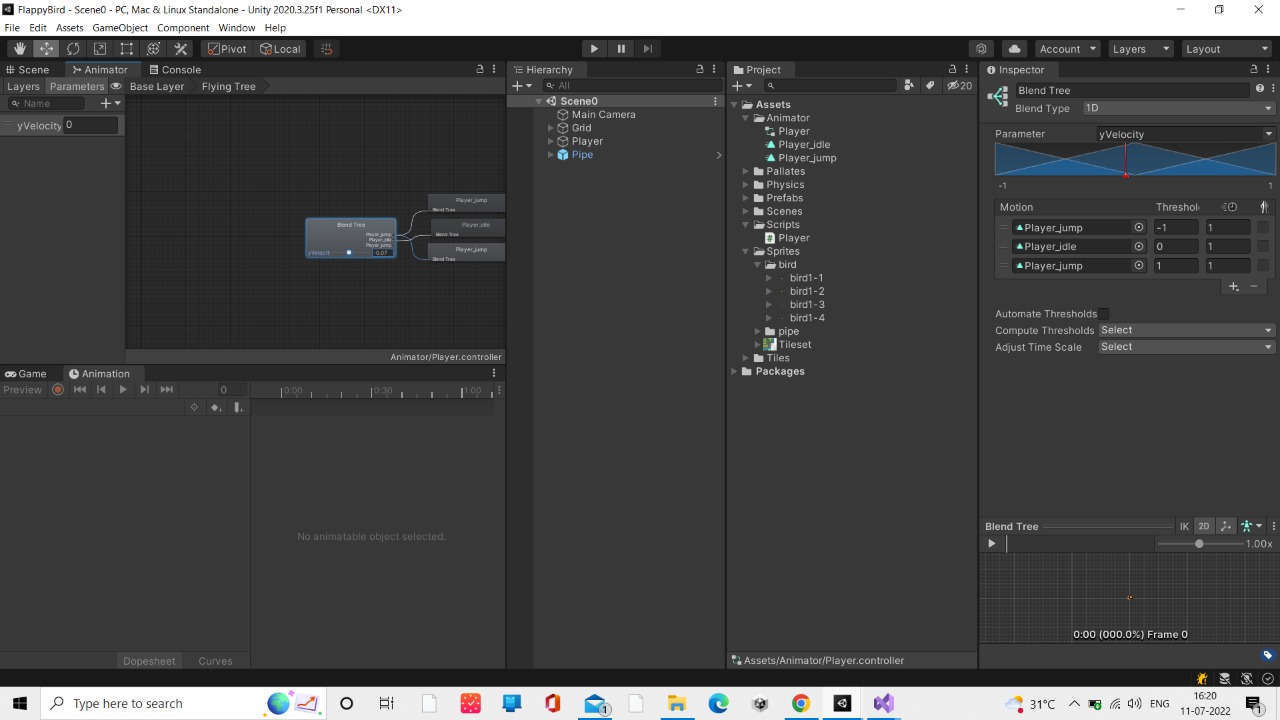 FlappyBird - Scene0 - PC, Mac & Linux Standalone - Unity 2020.3.25f1 Personal <DX11>
File Edit Assets GameObject Component Window Help
Pivot Local Account Layers Layout
Scene Animator Console
Layers Parameters Base Layer Flying Tree
Name
yVelocity 0
Player_jump
Blend Tree
Blend Tree
Player_jump
Player_idle
Player_jump
yVelocity 0.07
Player_idle
Blend Tree
Player_jump
Blend Tree
Animator/Player.controller
Game Animation
Preview 0 0:00 0:30 1:00
No animatable object selected.
Dopesheet Curves
Hierarchy
All
Scene0
Main Camera
Grid
Player
Pipe
Project
20
Assets
Animator
Player
Player_idle
Player_jump
Pallates
Physics
Prefabs
Scenes
Scripts
Player
Sprites
bird
bird1-1
bird1-2
bird1-3
bird1-4
pipe
Tileset
Tiles
Packages
Assets/Animator/Player.controller
Inspector
Blend Tree
Blend Type 1D
Parameter yVelocity
-1 1
Motion Threshol
Player_jump -1 1
Player_idle 0 1
Player_jump 1 1
Automate Thresholds
Compute Thresholds Select
Adjust Time Scale Select
Blend Tree IK 2D
1.00x
0:00 (000.0%) Frame 0
Type here to search
1
31°C ENG 16:20
11-07-2022
1